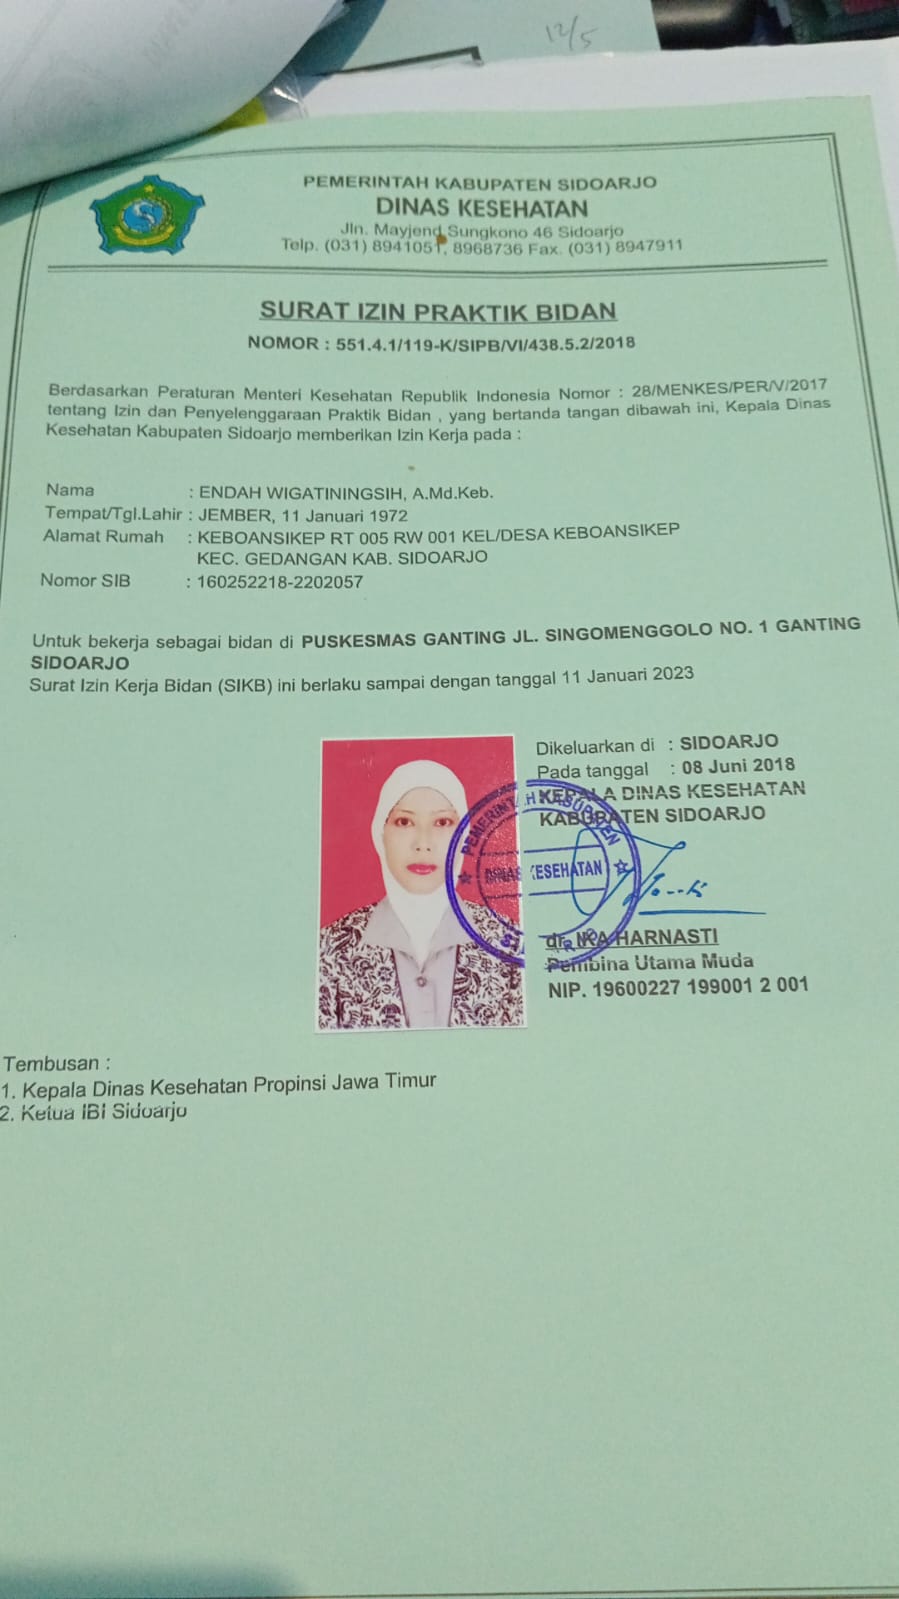 12/5
PEMERINTAH KABUPATEN SIDOARJO
DINAS KESEHATAN
Jln. Mayjend Sungkono 46 Sidoarjo
Telp. (031) 8941051, 8968736 Fax. (031) 8947911
SURAT IZIN PRAKTIK BIDAN
NOMOR : 551.4.1/119-K/SIPB/VI/438.5.2/2018
Berdasarkan Peraturan Menteri Kesehatan Republik Indonesia Nomor : 28/MENKES/PER/V/2017
tentang Izin dan Penyelenggaraan Praktik Bidan , yang bertanda tangan dibawah ini, Kepala Dinas
Kesehatan Kabupaten Sidoarjo memberikan Izin Kerja pada :
Nama : ENDAH WIGATININGSIH, A.Md.Keb.
Tempat/Tgl.Lahir : JEMBER, 11 Januari 1972
Alamat Rumah : KEBOANSIKEP RT 005 RW 001 KEL/DESA KEBOANSIKEP
KEC. GEDANGAN KAB. SIDOARJO
Nomor SIB : 160252218-2202057
Untuk bekerja sebagai bidan di PUSKESMAS GANTING JL. SINGOMENGGOLO NO. 1 GANTING
SIDOARJO
Surat Izin Kerja Bidan (SIKB) ini berlaku sampai dengan tanggal 11 Januari 2023
Dikeluarkan di : SIDOARJO
Pada tanggal : 08 Juni 2018
KEPALA DINAS KESEHATAN
KABUPATEN SIDOARJO
PEMERINTAH KABUPATEN
DINAS KESEHATAN
dr. IKA HARNASTI
Pembina Utama Muda
NIP. 19600227 199001 2 001
Tembusan :
1. Kepala Dinas Kesehatan Propinsi Jawa Timur
2. Ketua IBI Sidoarjo